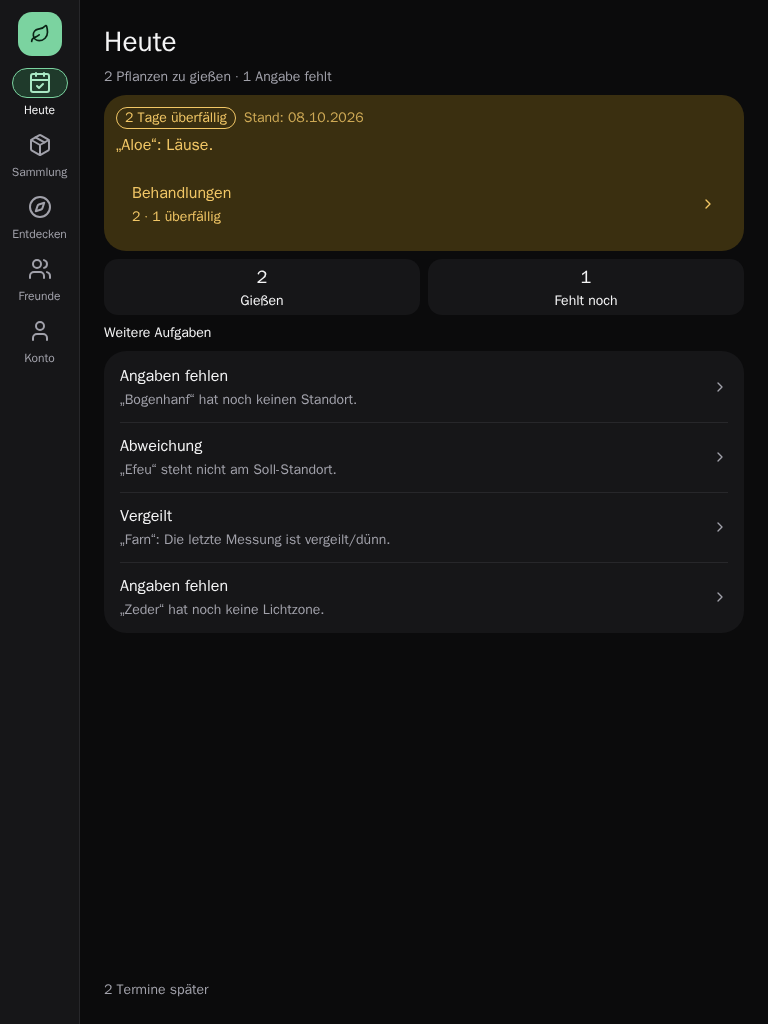 Heute
Sammlung
Entdecken
Freunde
Konto
Heute
2 Pflanzen zu gießen · 1 Angabe fehlt
2 Tage überfällig
Stand: 08.10.2026
„Aloe“: Läuse.
Behandlungen
2 · 1 überfällig
2
Gießen
1
Fehlt noch
Weitere Aufgaben
Angaben fehlen
„Bogenhanf“ hat noch keinen Standort.
Abweichung
„Efeu“ steht nicht am Soll-Standort.
Vergeilt
„Farn“: Die letzte Messung ist vergeilt/dünn.
Angaben fehlen
„Zeder“ hat noch keine Lichtzone.
2 Termine später